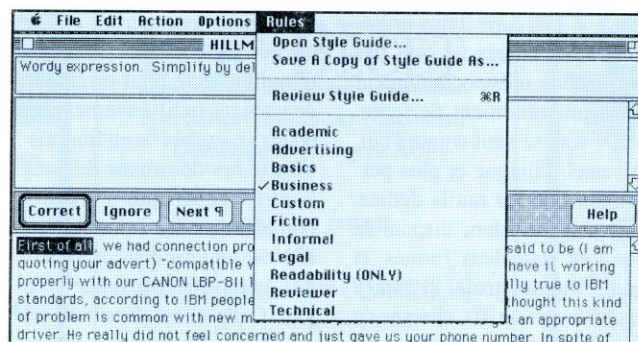 File Edit Action Options Rules
HILLM
Wordy expression. Simplify by del
Open Style Guide...
Save A Copy of Style Guide As...
Review Style Guide... ⌘R
Academic
Advertising
Basics
✓Business
Custom
Fiction
Informal
Legal
Readability (ONLY)
Reviewer
Technical
Correct Ignore Next ¶ Help
First of all, we had connection pro said to be (I am
quoting your advert) "compatible v have it working
properly with our CANON LBP-8II l lly true to IBM
standards, according to IBM people thought this kind
of problem is common with new m t an appropriate
driver. He really did not feel concerned and just gave us your phone number. In spite of